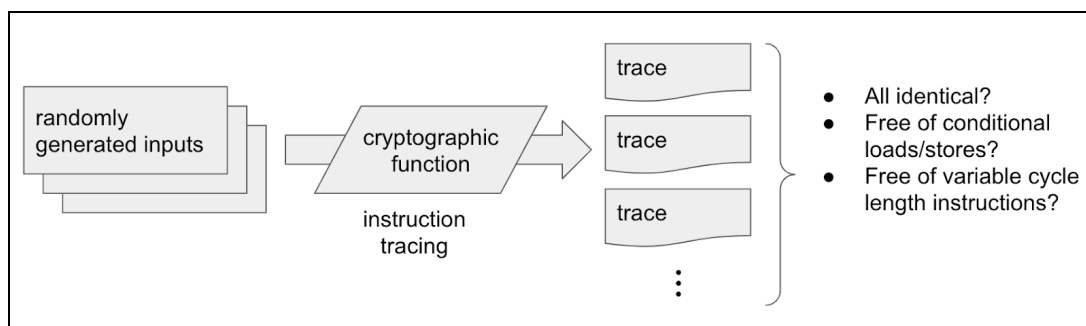 randomly
generated inputs
cryptographic
function
instruction
tracing
trace
trace
trace
● All identical?
● Free of conditional
loads/stores?
● Free of variable cycle
length instructions?